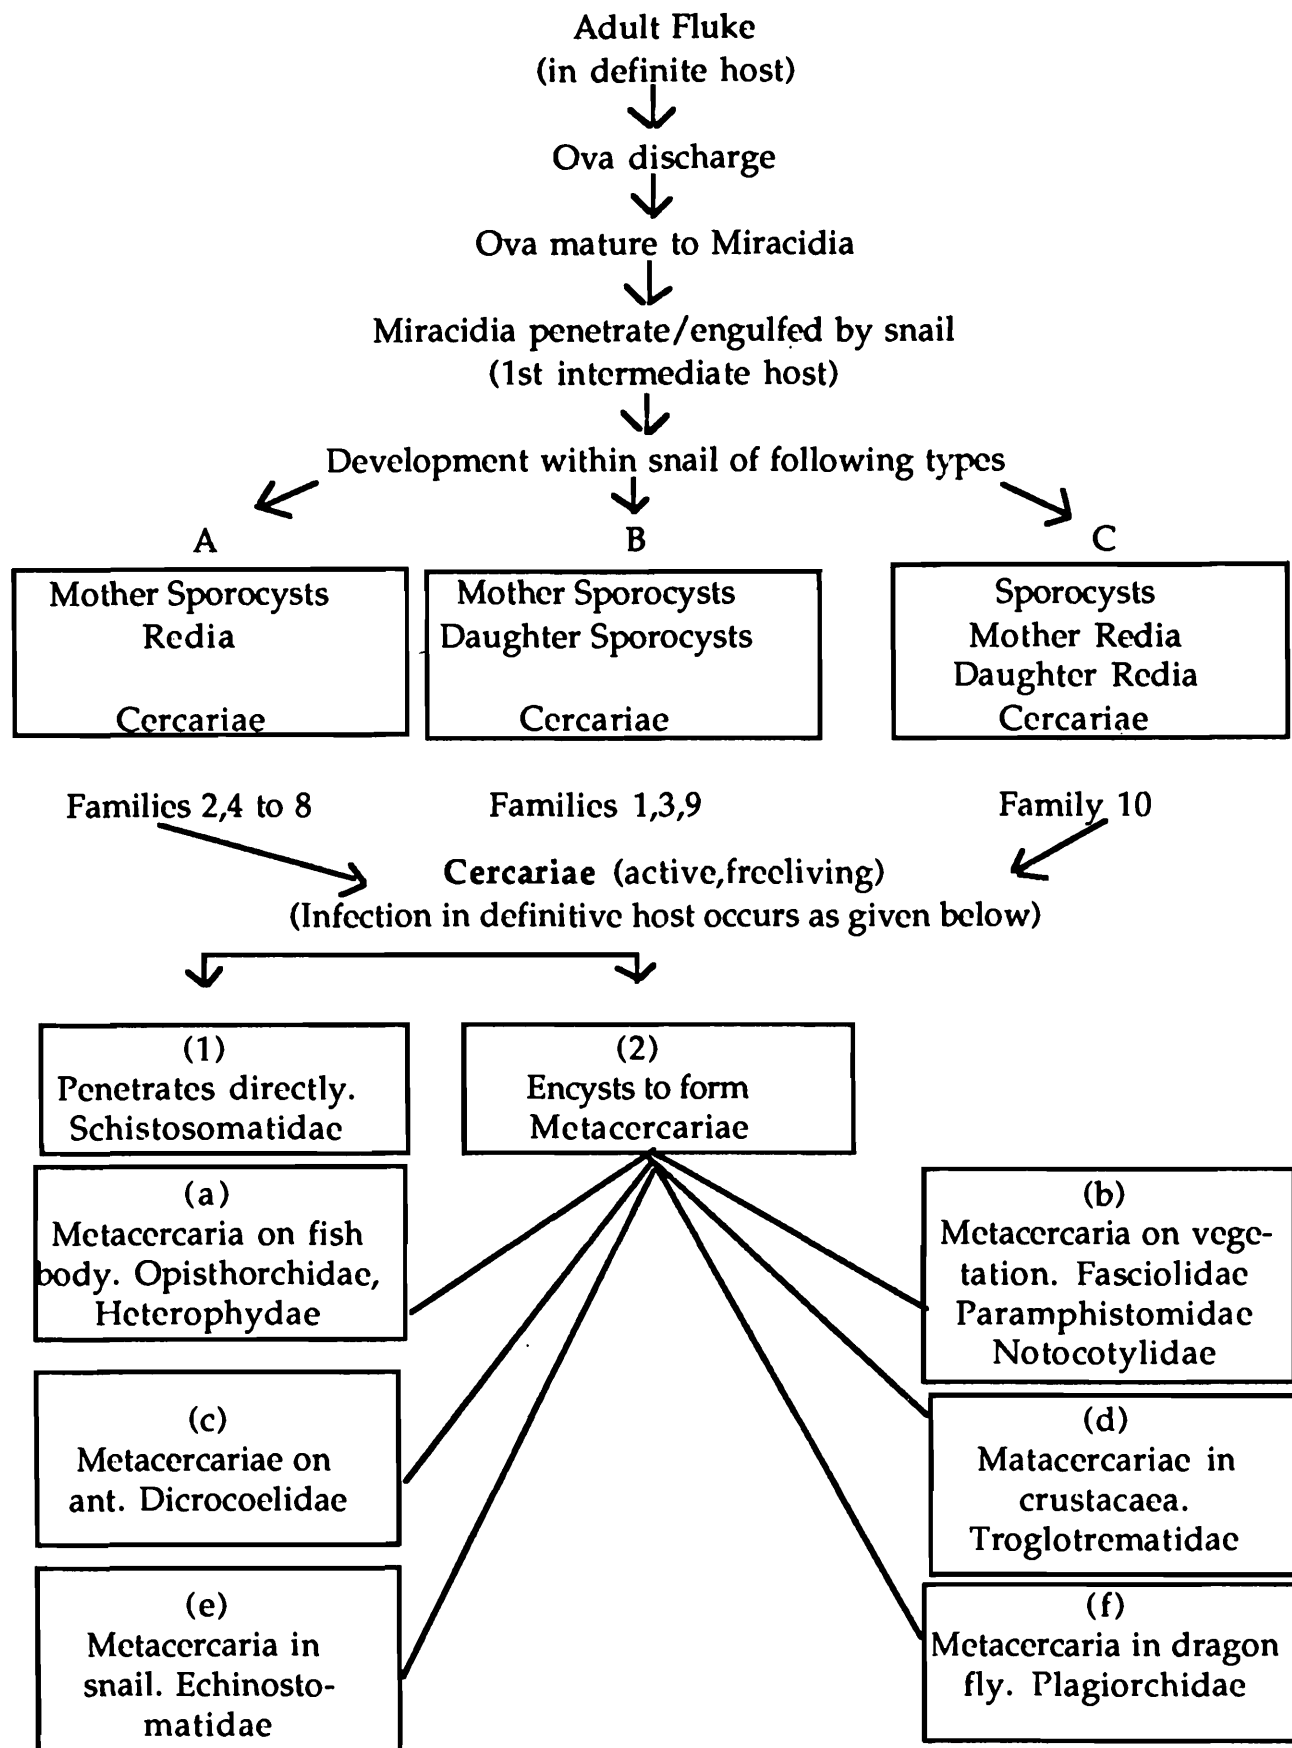 Adult Fluke
(in definite host)
Ova discharge
Ova mature to Miracidia
Miracidia penetrate/engulfed by snail
(1st intermediate host)
Development within snail of following types
A
Mother Sporocysts
Redia
Cercariae
B
Mother Sporocysts
Daughter Sporocysts
Cercariae
C
Sporocysts
Mother Redia
Daughter Redia
Cercariae
Families 2,4 to 8
Families 1,3,9
Family 10
Cercariae (active,freeliving)
(Infection in definitive host occurs as given below)
(1)
Penetrates directly.
Schistosomatidae
(2)
Encysts to form
Metacercariae
(a)
Metacercaria on fish
body. Opisthorchidae,
Heterophydae
(b)
Metacercaria on vege-
tation. Fasciolidae
Paramphistomidae
Notocotylidae
(c)
Metacercariae on
ant. Dicrocoelidae
(d)
Matacercariae in
crustacaea.
Troglotrematidae
(e)
Metacercaria in
snail. Echinosto-
matidae
(f)
Metacercaria in dragon
fly. Plagiorchidae